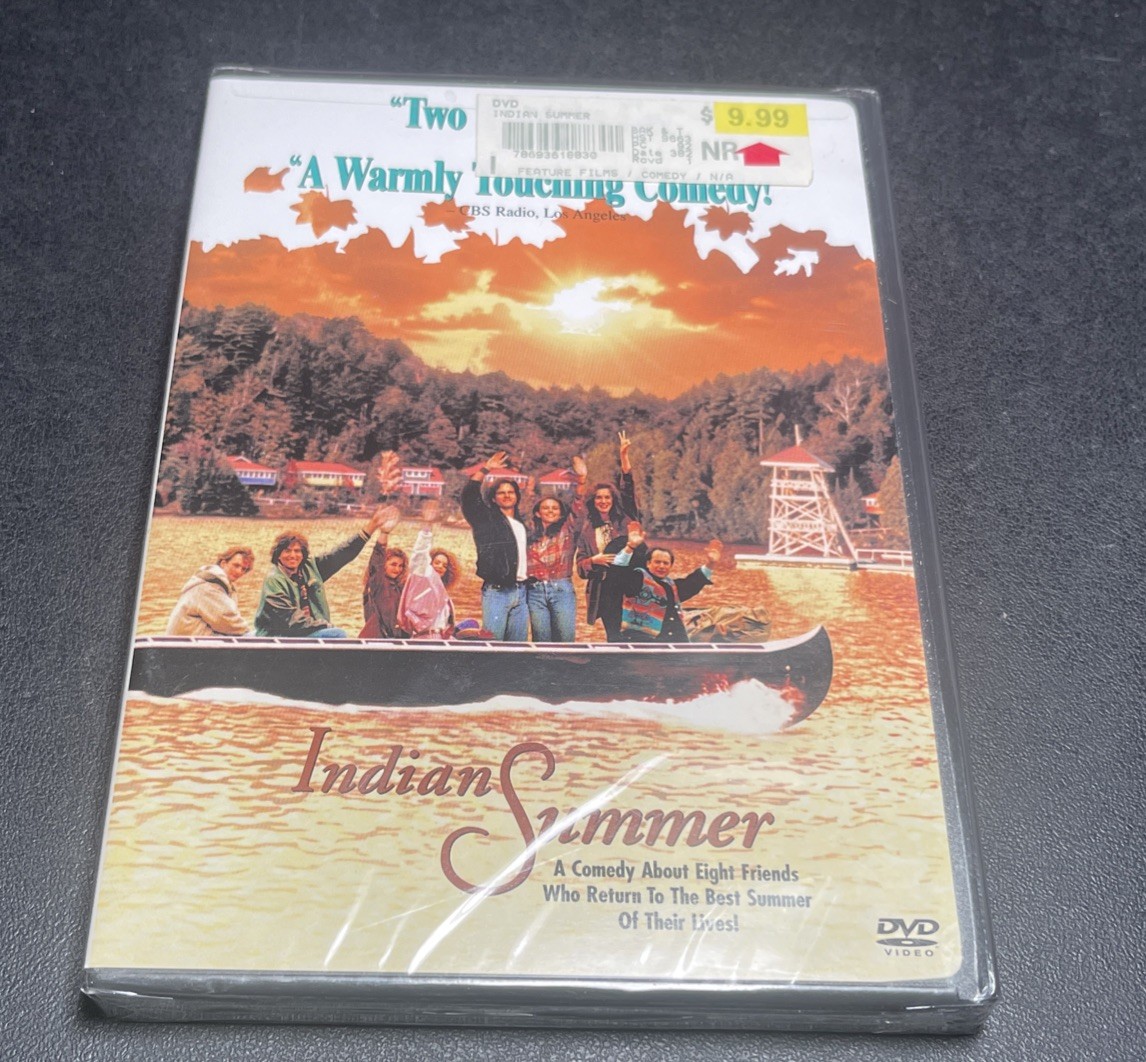 “Two
DVD
INDIAN SUMMER
$ 9.99
NR
FEATURE FILMS / COMEDY / N/A
“A Warmly Touching Comedy!
– CBS Radio, Los Angeles
Indian Summer
A Comedy About Eight Friends
Who Return To The Best Summer
Of Their Lives!
DVD
VIDEO